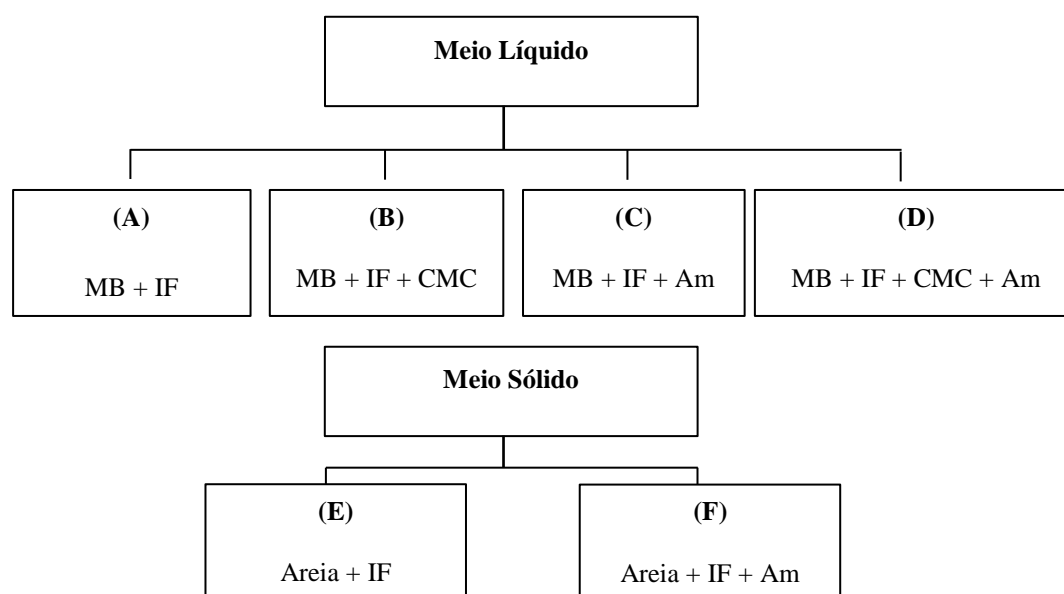 Meio Líquido
(A)
MB + IF
(B)
MB + IF + CMC
(C)
MB + IF + Am
(D)
MB + IF + CMC + Am
Meio Sólido
(E)
Areia + IF
(F)
Areia + IF + Am